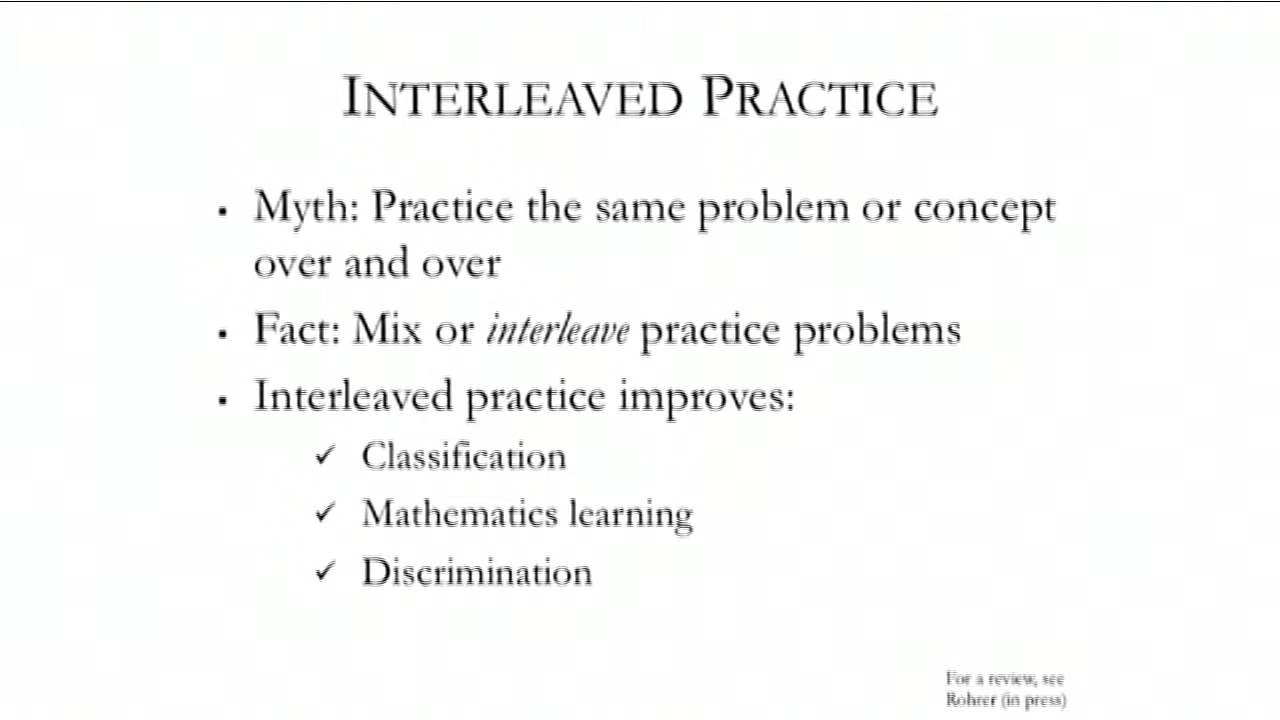 INTERLEAVED PRACTICE
▪ Myth: Practice the same problem or concept
over and over
▪ Fact: Mix or interleave practice problems
▪ Interleaved practice improves:
✓ Classification
✓ Mathematics learning
✓ Discrimination
For a review, see
Rohrer (in press)